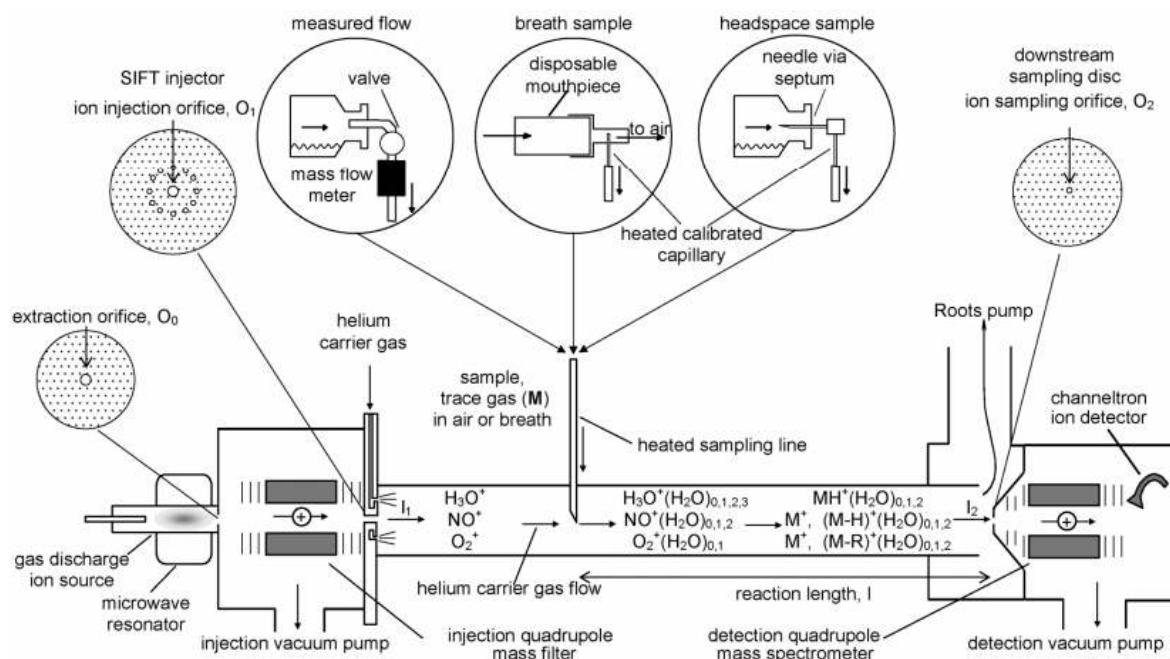 measured flow
breath sample
headspace sample
SIFT injector
ion injection orifice, O₁
valve
mass flow
meter
disposable
mouthpiece
to air
needle via
septum
heated calibrated
capillary
downstream
sampling disc
ion sampling orifice, O₂
extraction orifice, O₀
helium
carrier gas
sample,
trace gas (M)
in air or breath
heated sampling line
Roots pump
channeltron
ion detector
I₁
H₃O⁺
NO⁺
O₂⁺
H₃O⁺(H₂O)₀,₁,₂,₃
NO⁺(H₂O)₀,₁,₂
O₂⁺(H₂O)₀,₁
MH⁺(H₂O)₀,₁,₂
M⁺, (M-H)⁺(H₂O)₀,₁,₂
M⁺, (M-R)⁺(H₂O)₀,₁,₂
I₂
+
+
gas discharge
ion source
microwave
resonator
injection vacuum pump
helium carrier gas flow
injection quadrupole
mass filter
reaction length, l
detection quadrupole
mass spectrometer
detection vacuum pump